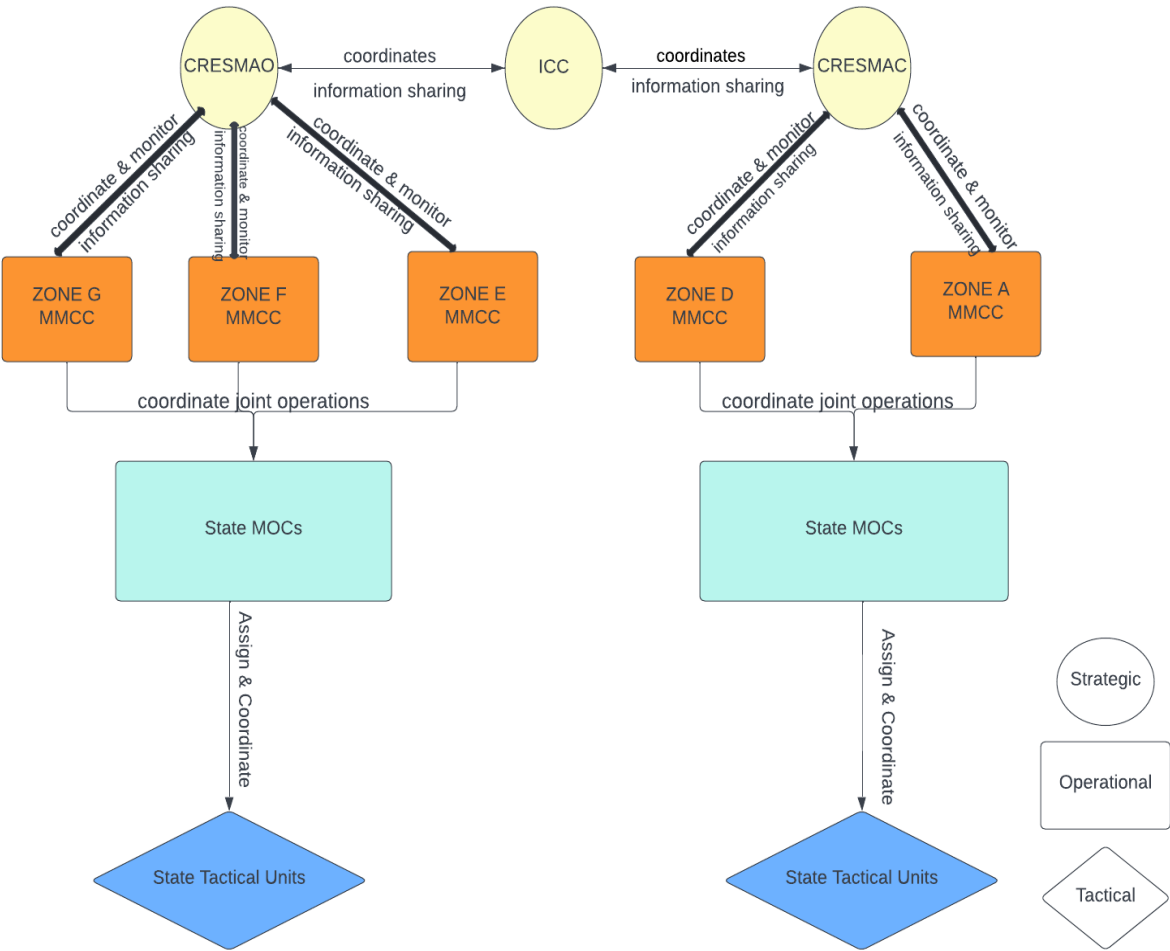 CRESMAO
coordinates
information sharing
ICC
coordinates
information sharing
CRESMAC
coordinate & monitor
information sharing
coordinate & monitor
information sharing
coordinate & monitor
information sharing
coordinate & monitor
information sharing
coordinate & monitor
information sharing
ZONE G
MMCC
ZONE F
MMCC
ZONE E
MMCC
ZONE D
MMCC
ZONE A
MMCC
coordinate joint operations
coordinate joint operations
State MOCs
State MOCs
Assign & Coordinate
Assign & Coordinate
State Tactical Units
State Tactical Units
Strategic
Operational
Tactical